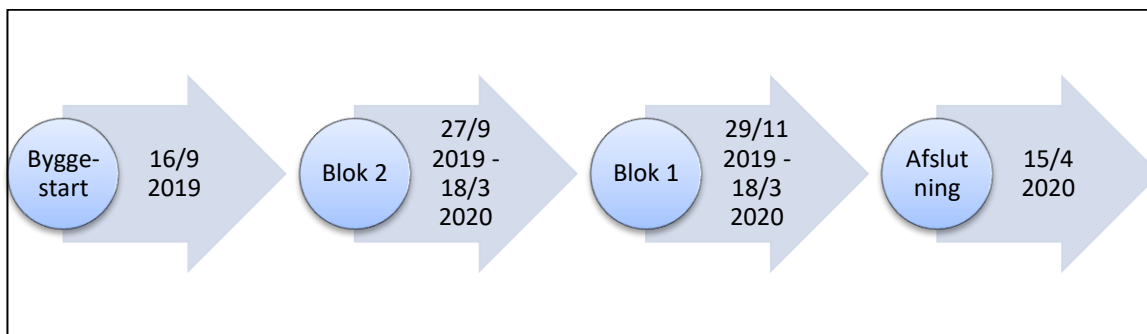 Bygge-
start
16/9
2019
Blok 2
27/9
2019 -
18/3
2020
Blok 1
29/11
2019 -
18/3
2020
Afslut
ning
15/4
2020